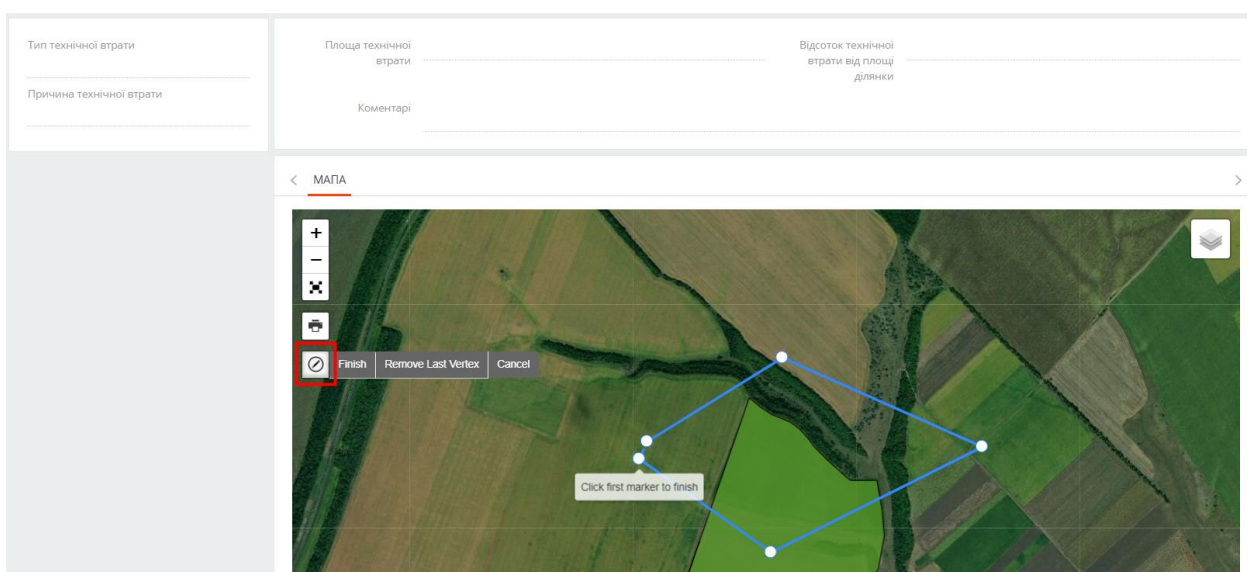 Тип технічної втрати
Причина технічної втрати
Площа технічної
втрати
Відсоток технічної
втрати від площі
ділянки
Коментарі
МАПА
+
−
Finish Remove Last Vertex Cancel
Click first marker to finish